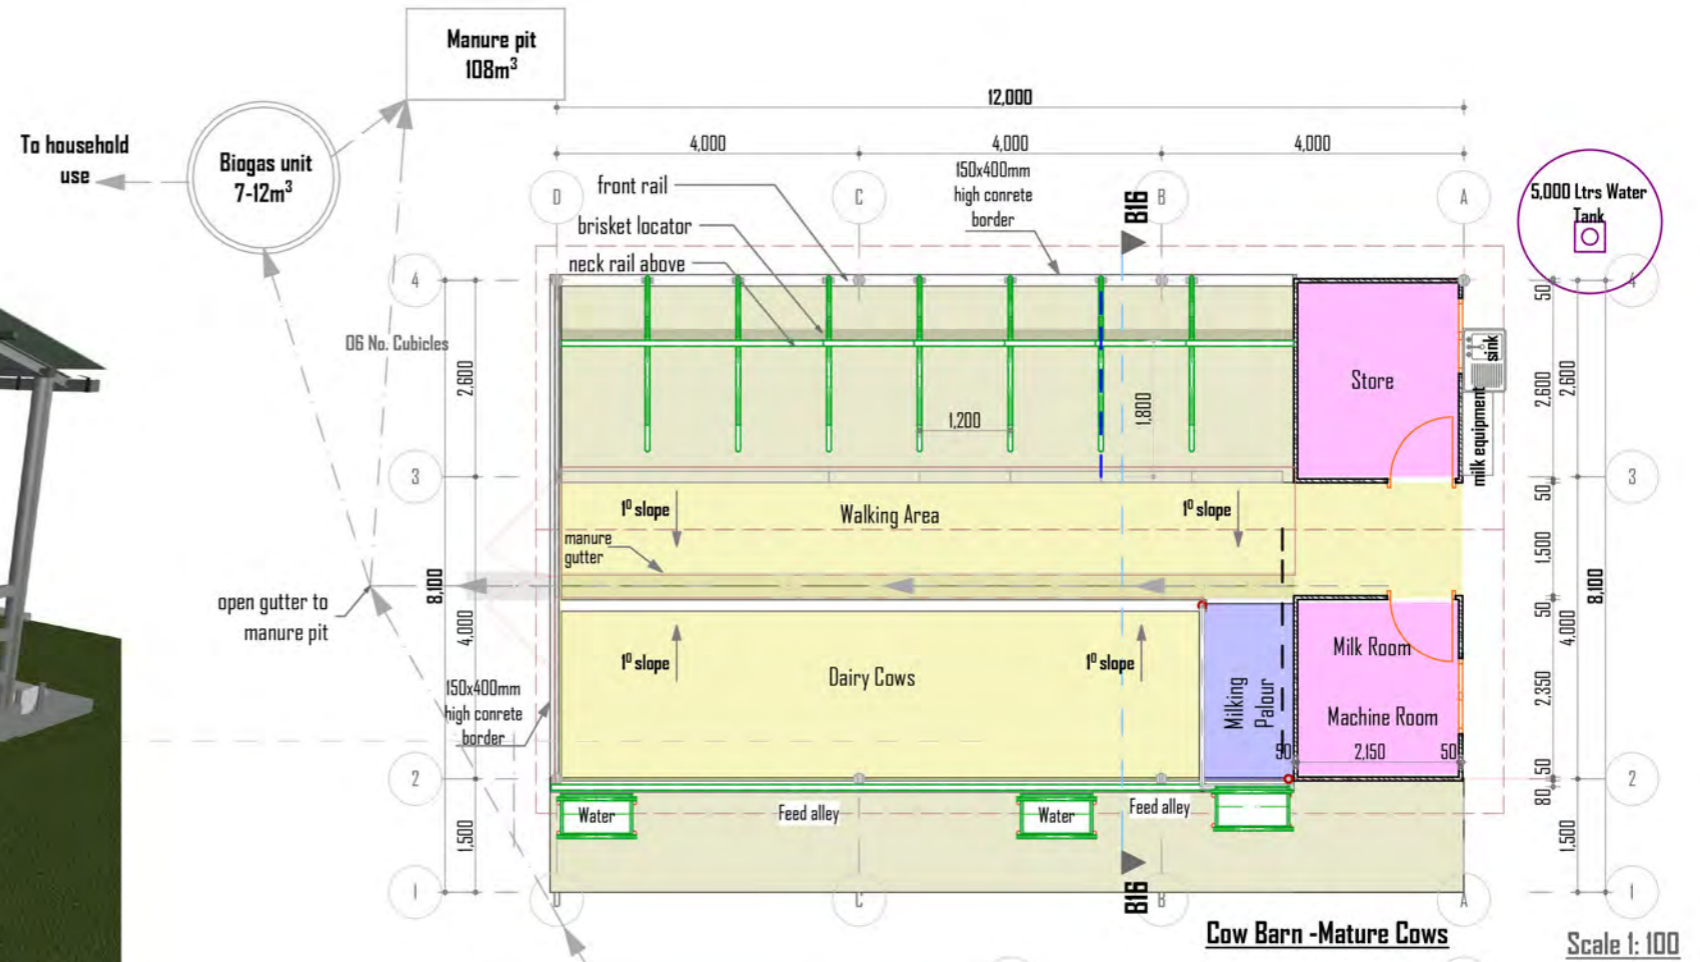 Manure pit
108m³
12,000
To household
use
Biogas unit
7-12m³
4,000
4,000
4,000
150x400mm
high conrete
border
front rail
brisket locator
neck rail above
D
C
B16
B
A
5,000 Ltrs Water
Tank
4
4
06 No. Cubicles
2,600
1,200
1,800
Store
sink
milk equipment
50
2,600
2,600
3
3
1º slope
Walking Area
1º slope
manure
gutter
50
1,500
8,100
open gutter to
manure pit
4,000
1º slope
Dairy Cows
1º slope
Milking
Palour
Milk Room
Machine Room
50
2,150
50
50
2,350
4,000
8,100
150x400mm
high conrete
border
2
2
50
80
Water
Feed alley
Water
Feed alley
1,500
1,500
1
1
D
C
B16
B
A
Cow Barn -Mature Cows
Scale 1: 100